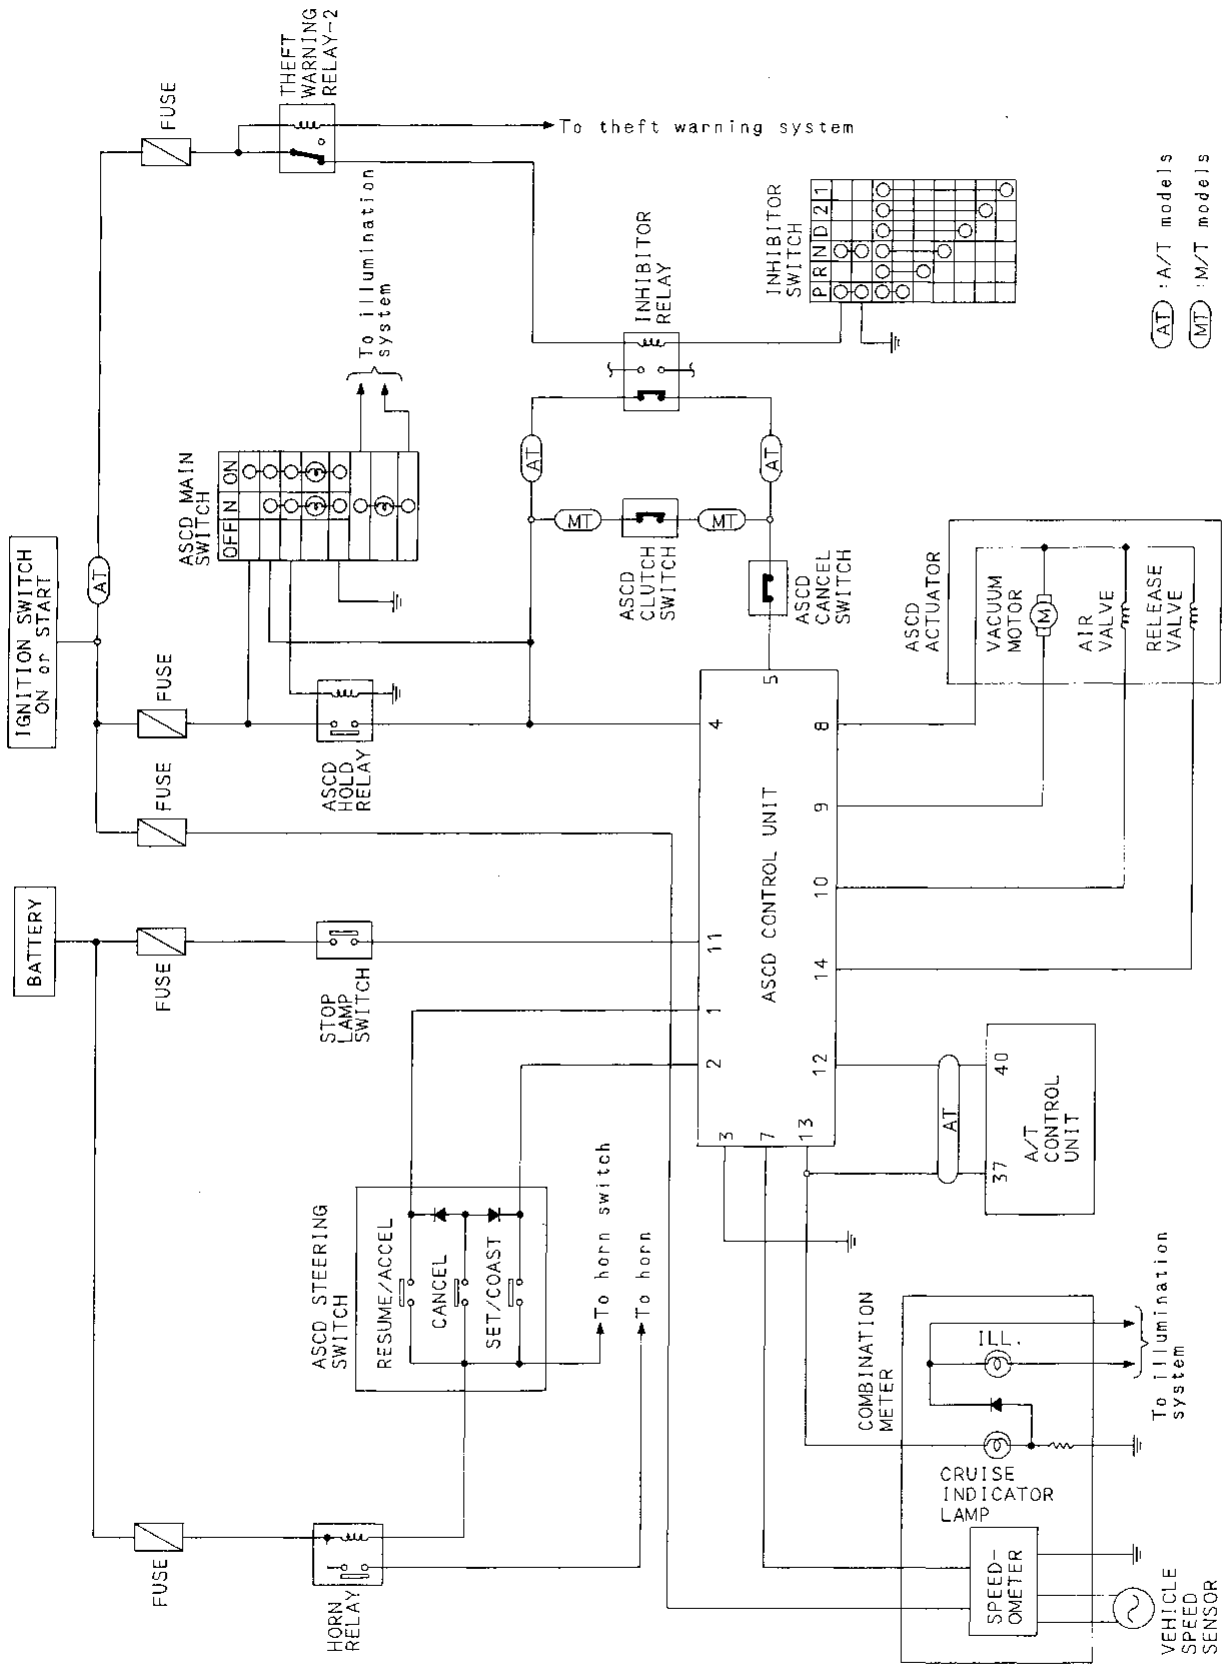 IGNITION SWITCH
ON or START
BATTERY
AT
FUSE
THEFT
WARNING
RELAY-2
To theft warning system
FUSE
FUSE
FUSE
FUSE
ASCD MAIN
SWITCH
OFF N ON
To illumination
system
ASCD
HOLD
RELAY
STOP
LAMP
SWITCH
HORN
RELAY
INHIBITOR
RELAY
INHIBITOR
SWITCH
P R N D 2 1
AT
AT
MT
MT
ASCD
CLUTCH
SWITCH
ASCD
CANCEL
SWITCH
ASCD STEERING
SWITCH
RESUME/ACCEL
CANCEL
SET/COAST
To horn switch
To horn
ASCD CONTROL UNIT
5
4
11
1
2
3
7
13
8
9
10
14
12
ASCD
ACTUATOR
VACUUM
MOTOR
M
AIR
VALVE
RELEASE
VALVE
AT
40
37
A/T
CONTROL
UNIT
COMBINATION
METER
ILL.
CRUISE
INDICATOR
LAMP
To illumination
system
SPEED-
OMETER
VEHICLE
SPEED
SENSOR
AT :A/T models
MT :M/T models